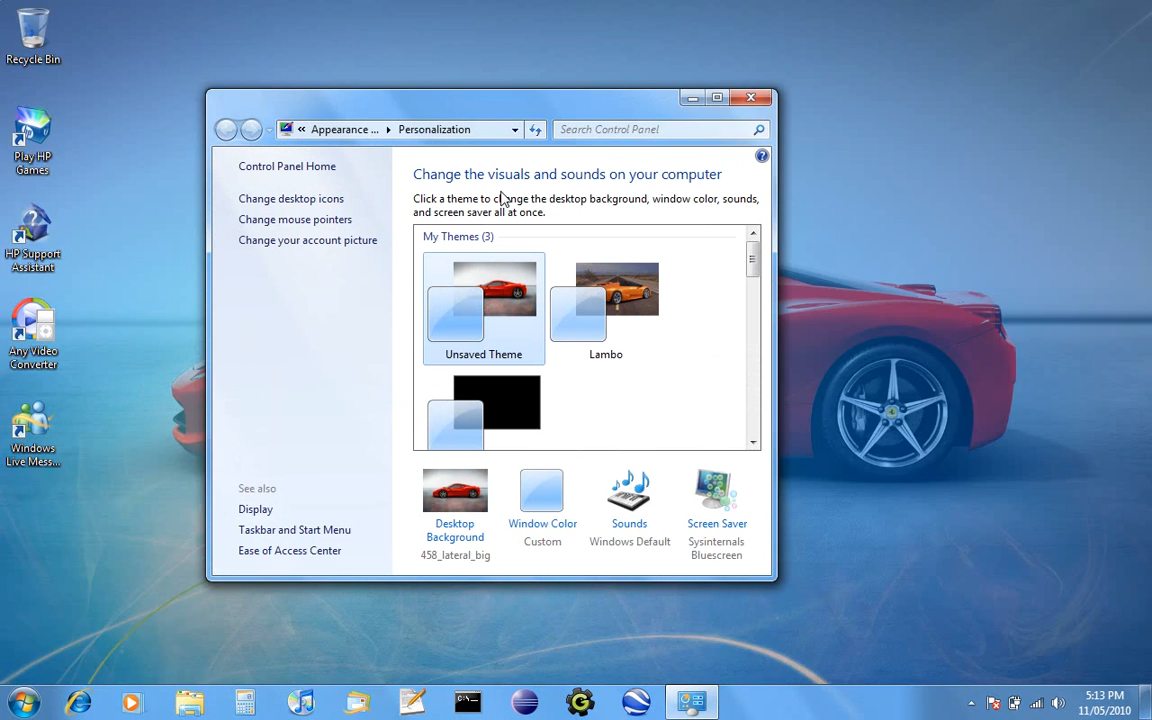 Recycle Bin
Play HP
Games
HP Support
Assistant
Any Video
Converter
Windows
Live Mess...
« Appearance ...
Personalization
Search Control Panel
Control Panel Home
Change desktop icons
Change mouse pointers
Change your account picture
See also
Display
Taskbar and Start Menu
Ease of Access Center
Change the visuals and sounds on your computer
Click a theme to change the desktop background, window color, sounds,
and screen saver all at once.
My Themes (3)
Unsaved Theme
Lambo
Desktop
Background
458_lateral_big
Window Color
Custom
Sounds
Windows Default
Screen Saver
Sysinternals
Bluescreen
5:13 PM
11/05/2010